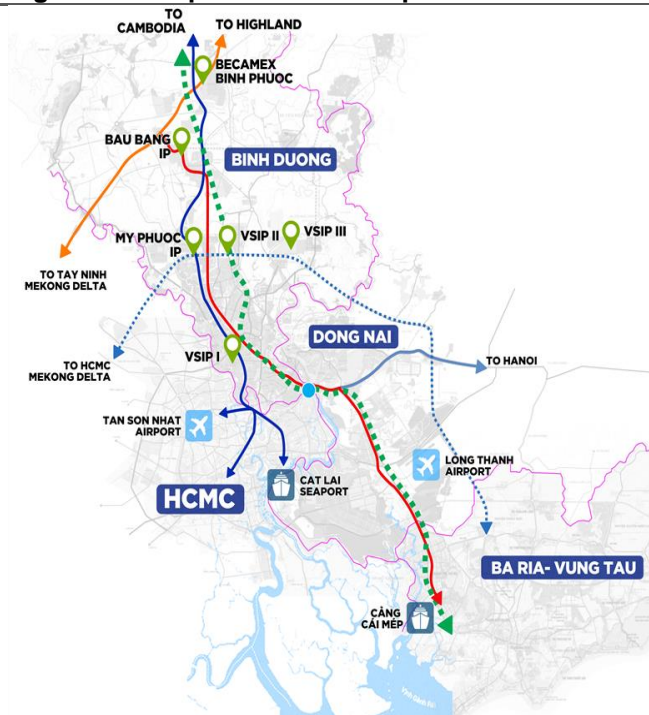 TO
CAMBODIA
TO HIGHLAND
BECAMEX
BINH PHUOC
BAU BANG
IP
BINH DUONG
MY PHUOC
IP
VSIP II
VSIP III
TO TAY NINH
MEKONG DELTA
DONG NAI
TO HCMC
MEKONG DELTA
VSIP I
TO HANOI
TAN SON NHAT
AIRPORT
LONG THANH
AIRPORT
CAT LAI
SEAPORT
HCMC
BA RIA- VUNG TAU
CẢNG
CÁI MÉP